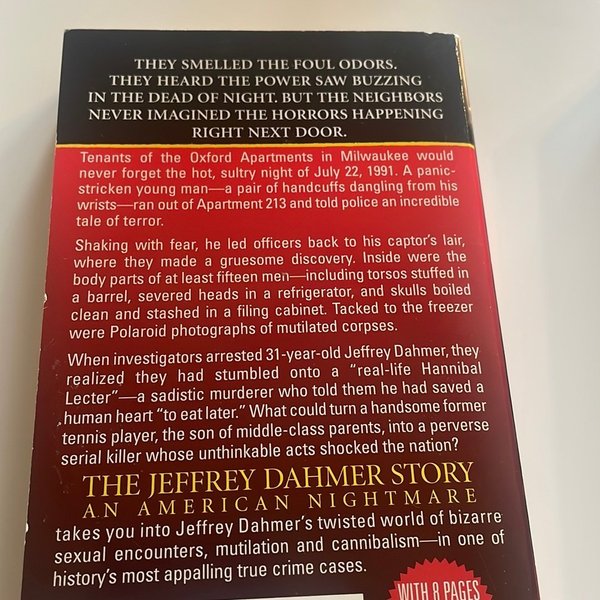 THEY SMELLED THE FOUL ODORS.
THEY HEARD THE POWER SAW BUZZING
IN THE DEAD OF NIGHT. BUT THE NEIGHBORS
NEVER IMAGINED THE HORRORS HAPPENING
RIGHT NEXT DOOR.
Tenants of the Oxford Apartments in Milwaukee would
never forget the hot, sultry night of July 22, 1991. A panic-
stricken young man—a pair of handcuffs dangling from his
wrists—ran out of Apartment 213 and told police an incredible
tale of terror.
Shaking with fear, he led officers back to his captor's lair,
where they made a gruesome discovery. Inside were the
body parts of at least fifteen men—including torsos stuffed in
a barrel, severed heads in a refrigerator, and skulls boiled
clean and stashed in a filing cabinet. Tacked to the freezer
were Polaroid photographs of mutilated corpses.
When investigators arrested 31-year-old Jeffrey Dahmer, they
realized they had stumbled onto a "real-life Hannibal
Lecter"—a sadistic murderer who told them he had saved a
human heart "to eat later." What could turn a handsome former
tennis player, the son of middle-class parents, into a perverse
serial killer whose unthinkable acts shocked the nation?
THE JEFFREY DAHMER STORY
AN AMERICAN NIGHTMARE
takes you into Jeffrey Dahmer's twisted world of bizarre
sexual encounters, mutilation and cannibalism—in one of
history's most appalling true crime cases.
WITH 8 PAGES